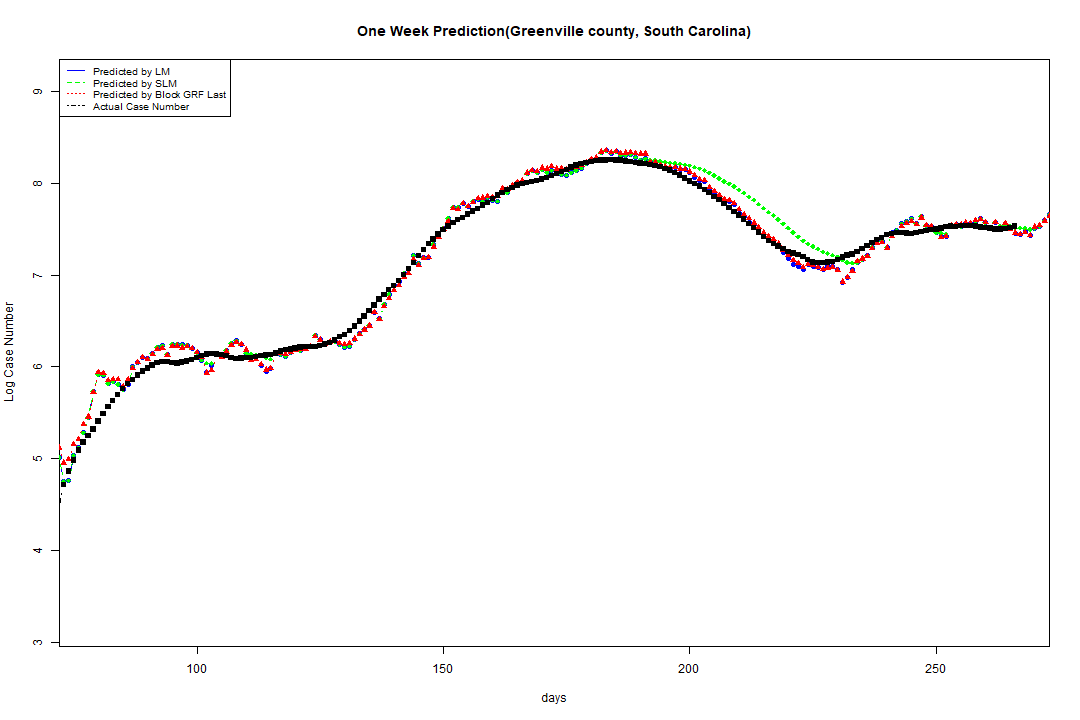 One Week Prediction(Greenville county, South Carolina)
Predicted by LM
Predicted by SLM
Predicted by Block GRF Last
Actual Case Number
9
8
7
6
5
4
3
Log Case Number
100 150 200 250
days